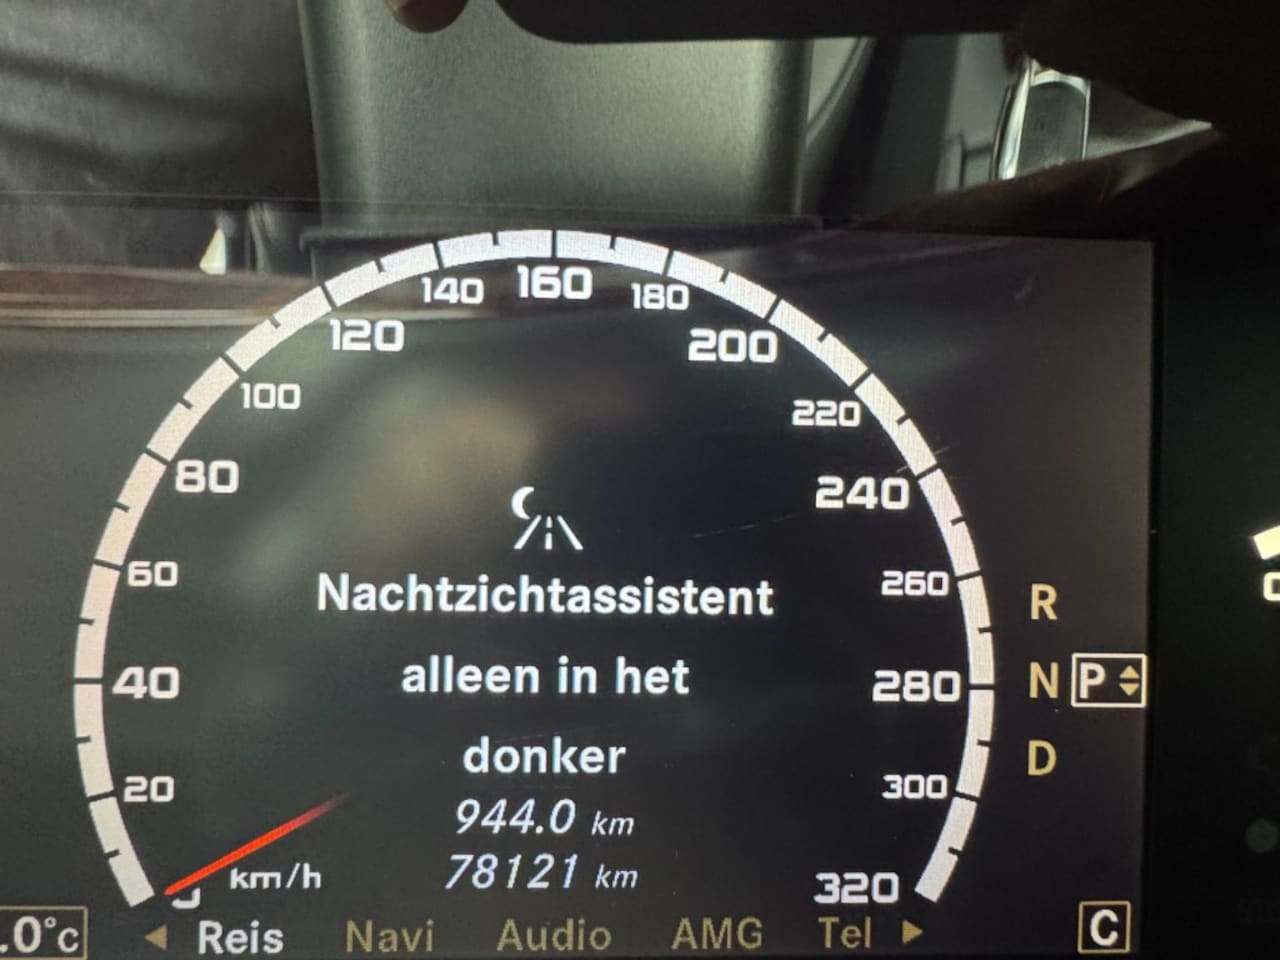 140 160 180
120 200
100 220
80 240
60 260
Nachtzichtassistent
R
alleen in het
40 280 N P
donker
D
20 300
944.0 km
km/h 78121 km 320
.0°C Reis Navi Audio AMG Tel C